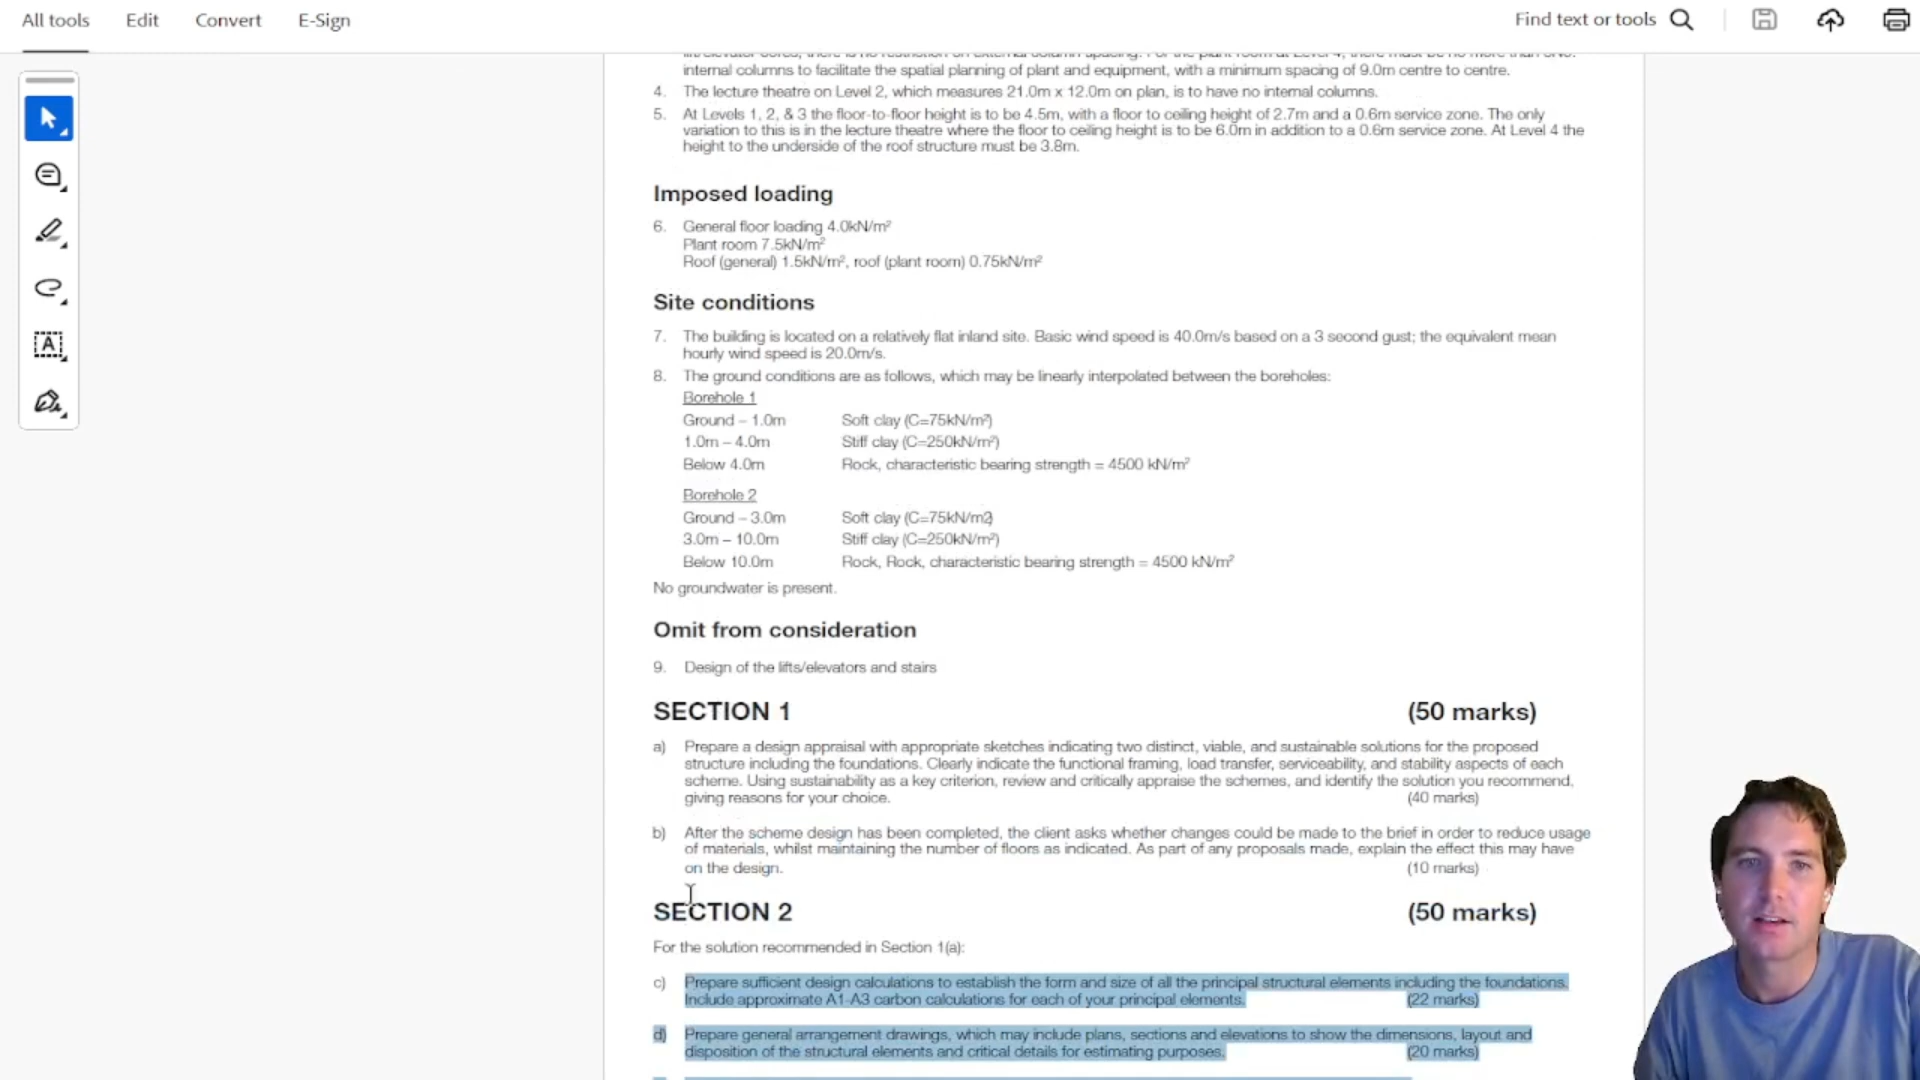 All tools Edit Convert E-Sign Find text or tools
internal columns to facilitate the spatial planning of plant and equipment, with a minimum spacing of 9.0m centre to centre.
4. The lecture theatre on Level 2, which measures 21.0m x 12.0m on plan, is to have no internal columns.
5. At Levels 1, 2, & 3 the floor-to-floor height is to be 4.5m, with a floor to ceiling height of 2.7m and a 0.6m service zone. The only
variation to this is in the lecture theatre where the floor to ceiling height is to be 6.0m in addition to a 0.6m service zone. At Level 4 the
height to the underside of the roof structure must be 3.8m.
Imposed loading
6. General floor loading 4.0kN/m²
Plant room 7.5kN/m²
Roof (general) 1.5kN/m², roof (plant room) 0.75kN/m²
Site conditions
7. The building is located on a relatively flat inland site. Basic wind speed is 40.0m/s based on a 3 second gust; the equivalent mean
hourly wind speed is 20.0m/s.
8. The ground conditions are as follows, which may be linearly interpolated between the boreholes:
Borehole 1
Ground – 1.0m Soft clay (C=75kN/m²)
1.0m – 4.0m Stiff clay (C=250kN/m²)
Below 4.0m Rock, characteristic bearing strength = 4500 kN/m²
Borehole 2
Ground – 3.0m Soft clay (C=75kN/m2)
3.0m – 10.0m Stiff clay (C=250kN/m²)
Below 10.0m Rock, Rock, characteristic bearing strength = 4500 kN/m²
No groundwater is present.
Omit from consideration
9. Design of the lifts/elevators and stairs
SECTION 1 (50 marks)
a) Prepare a design appraisal with appropriate sketches indicating two distinct, viable, and sustainable solutions for the proposed
structure including the foundations. Clearly indicate the functional framing, load transfer, serviceability, and stability aspects of each
scheme. Using sustainability as a key criterion, review and critically appraise the schemes, and identify the solution you recommend,
giving reasons for your choice. (40 marks)
b) After the scheme design has been completed, the client asks whether changes could be made to the brief in order to reduce usage
of materials, whilst maintaining the number of floors as indicated. As part of any proposals made, explain the effect this may have
on the design. (10 marks)
SECTION 2 (50 marks)
For the solution recommended in Section 1(a):
c) Prepare sufficient design calculations to establish the form and size of all the principal structural elements including the foundations.
Include approximate A1-A3 carbon calculations for each of your principal elements. (22 marks)
d) Prepare general arrangement drawings, which may include plans, sections and elevations to show the dimensions, layout and
disposition of the structural elements and critical details for estimating purposes. (20 marks)